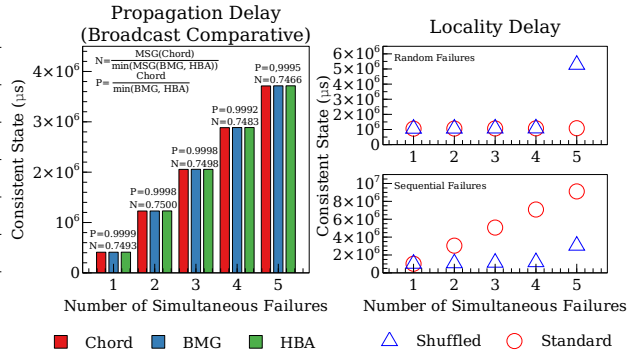 Propagation Delay
(Broadcast Comparative)
N= MSG(Chord) / min(MSG(BMG, HBA))
P= Chord / min(BMG, HBA)
Consistent State (μs)
4×10⁶
3×10⁶
2×10⁶
10⁶
0
P=0.9999
N=0.7493
P=0.9998
N=0.7500
P=0.9998
N=0.7498
P=0.9992
N=0.7483
P=0,9995
N=0.7466
1 2 3 4 5
Number of Simultaneous Failures
Chord BMG HBA
Locality Delay
Consistent State (μs)
Random Failures
6×10⁶
5×10⁶
4×10⁶
3×10⁶
2×10⁶
10⁶
0
1 2 3 4 5
Sequential Failures
10⁷
8×10⁶
6×10⁶
4×10⁶
2×10⁶
0
1 2 3 4 5
Number of Simultaneous Failures
Shuffled Standard